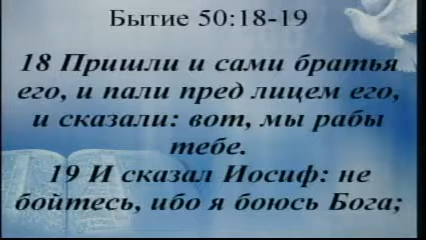 Бытие 50:18-19
18 Пришли и сами братья
его, и пали пред лицем его,
и сказали: вот, мы рабы
тебе.
19 И сказал Иосиф: не
бойтесь, ибо я боюсь Бога;